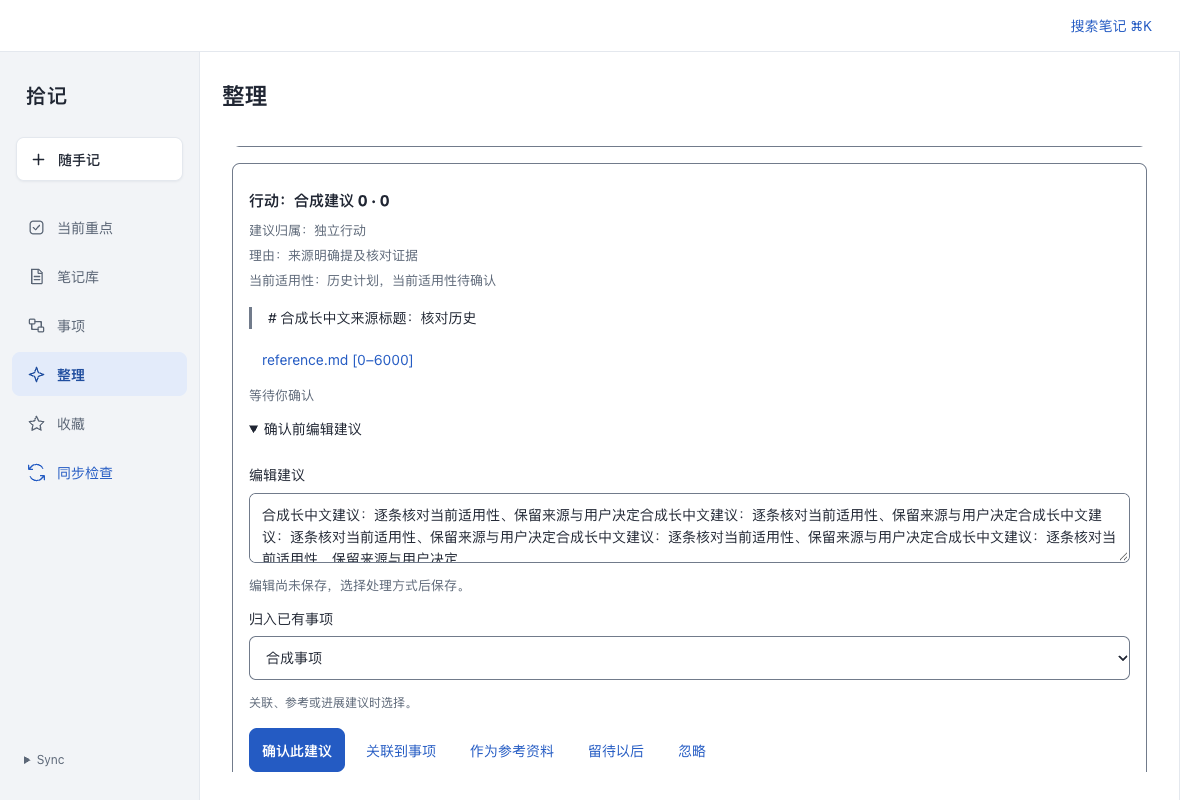 搜索笔记 ⌘K
拾记
+ 随手记
当前重点
笔记库
事项
整理
收藏
同步检查
Sync
整理
行动：合成建议 0 · 0
建议归属：独立行动
理由：来源明确提及核对证据
当前适用性：历史计划，当前适用性待确认
# 合成长中文来源标题：核对历史
reference.md [0–6000]
等待你确认
▼ 确认前编辑建议
编辑建议
合成长中文建议：逐条核对当前适用性、保留来源与用户决定合成长中文建议：逐条核对当前适用性、保留来源与用户决定合成长中文建
议：逐条核对当前适用性、保留来源与用户决定合成长中文建议：逐条核对当前适用性、保留来源与用户决定合成长中文建议：逐条核对当
前适用性、保留来源与用户决定
编辑尚未保存，选择处理方式后保存。
归入已有事项
合成事项
关联、参考或进展建议时选择。
确认此建议 关联到事项 作为参考资料 留待以后 忽略